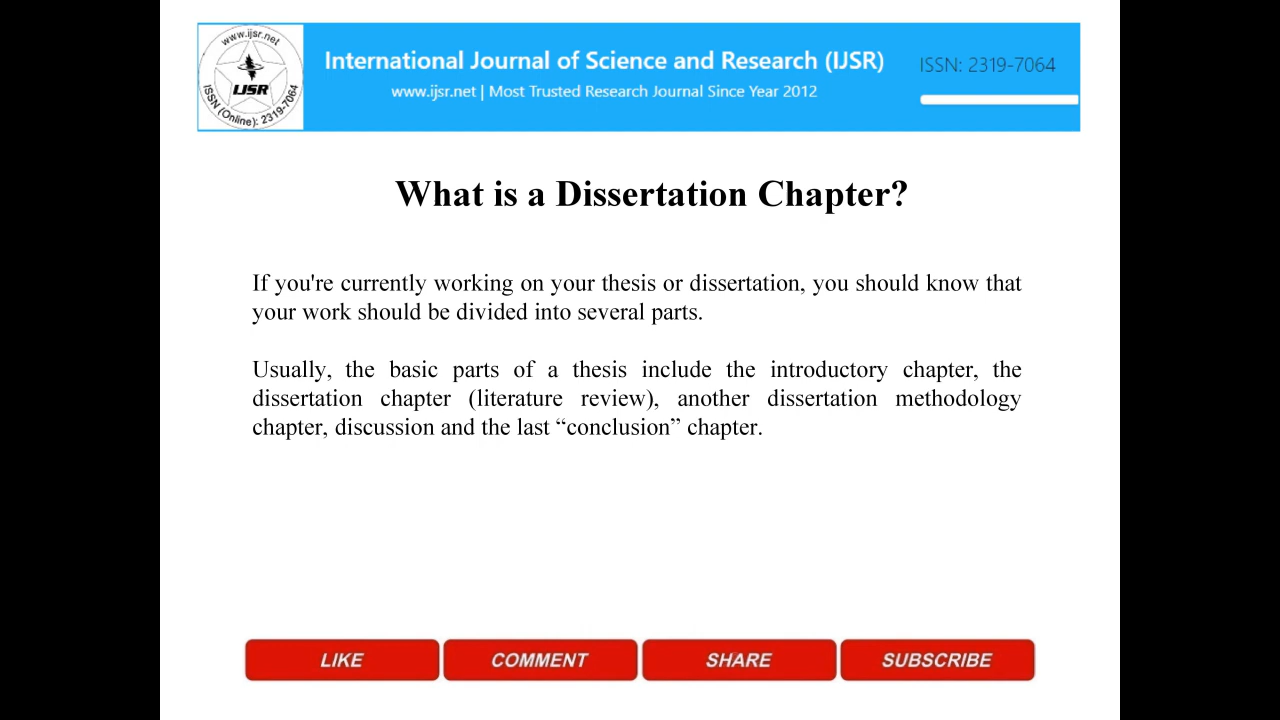 www.ijsr.net
IJSR
ISSN (Online): 2319-7064
International Journal of Science and Research (IJSR)
ISSN: 2319-7064
www.ijsr.net | Most Trusted Research Journal Since Year 2012
What is a Dissertation Chapter?
If you're currently working on your thesis or dissertation, you should know that
your work should be divided into several parts.
Usually, the basic parts of a thesis include the introductory chapter, the
dissertation chapter (literature review), another dissertation methodology
chapter, discussion and the last “conclusion” chapter.
LIKE
COMMENT
SHARE
SUBSCRIBE